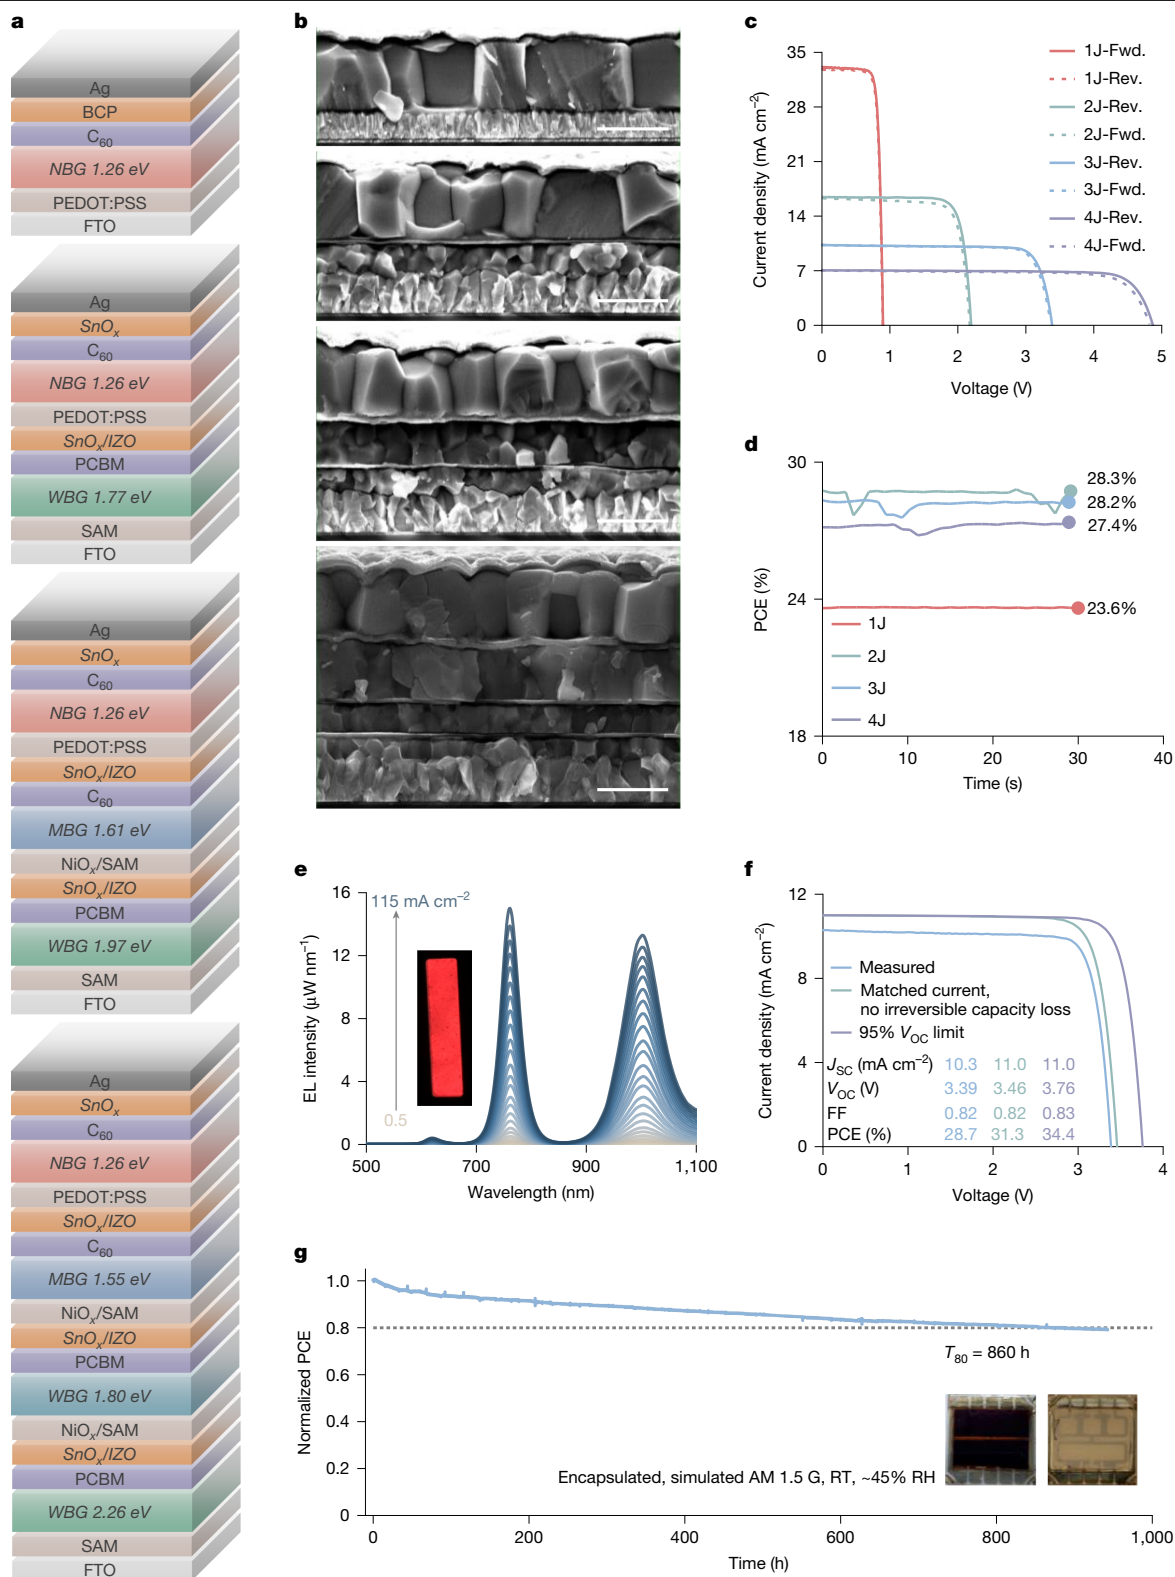 a
Ag
BCP
C60
NBG 1.26 eV
PEDOT:PSS
FTO
Ag
SnOx
C60
NBG 1.26 eV
PEDOT:PSS
SnOx/IZO
PCBM
WBG 1.77 eV
SAM
FTO
Ag
SnOx
C60
NBG 1.26 eV
PEDOT:PSS
SnOx/IZO
C60
MBG 1.61 eV
NiOx/SAM
SnOx/IZO
PCBM
WBG 1.97 eV
SAM
FTO
Ag
SnOx
C60
NBG 1.26 eV
PEDOT:PSS
SnOx/IZO
C60
MBG 1.55 eV
NiOx/SAM
SnOx/IZO
PCBM
WBG 1.80 eV
NiOx/SAM
SnOx/IZO
PCBM
WBG 2.26 eV
SAM
FTO
b
c
Current density (mA cm−2)
35
28
21
14
7
0
0 1 2 3 4 5
Voltage (V)
1J-Fwd.
1J-Rev.
2J-Rev.
2J-Fwd.
3J-Rev.
3J-Fwd.
4J-Rev.
4J-Fwd.
d
PCE (%)
30
24
18
28.3%
28.2%
27.4%
23.6%
1J
2J
3J
4J
0 10 20 30 40
Time (s)
e
EL intensity (μW nm−1)
16
12
8
4
0
115 mA cm−2
0.5
500 700 900 1,100
Wavelength (nm)
f
Current density (mA cm−2)
12
8
4
0
Measured
Matched current,
no irreversible capacity loss
95% VOC limit
JSC (mA cm−2) 10.3 11.0 11.0
VOC (V) 3.39 3.46 3.76
FF 0.82 0.82 0.83
PCE (%) 28.7 31.3 34.4
0 1 2 3 4
Voltage (V)
g
Normalized PCE
1.0
0.8
0.6
0.4
0.2
0
T80 = 860 h
Encapsulated, simulated AM 1.5 G, RT, ~45% RH
0 200 400 600 800 1,000
Time (h)